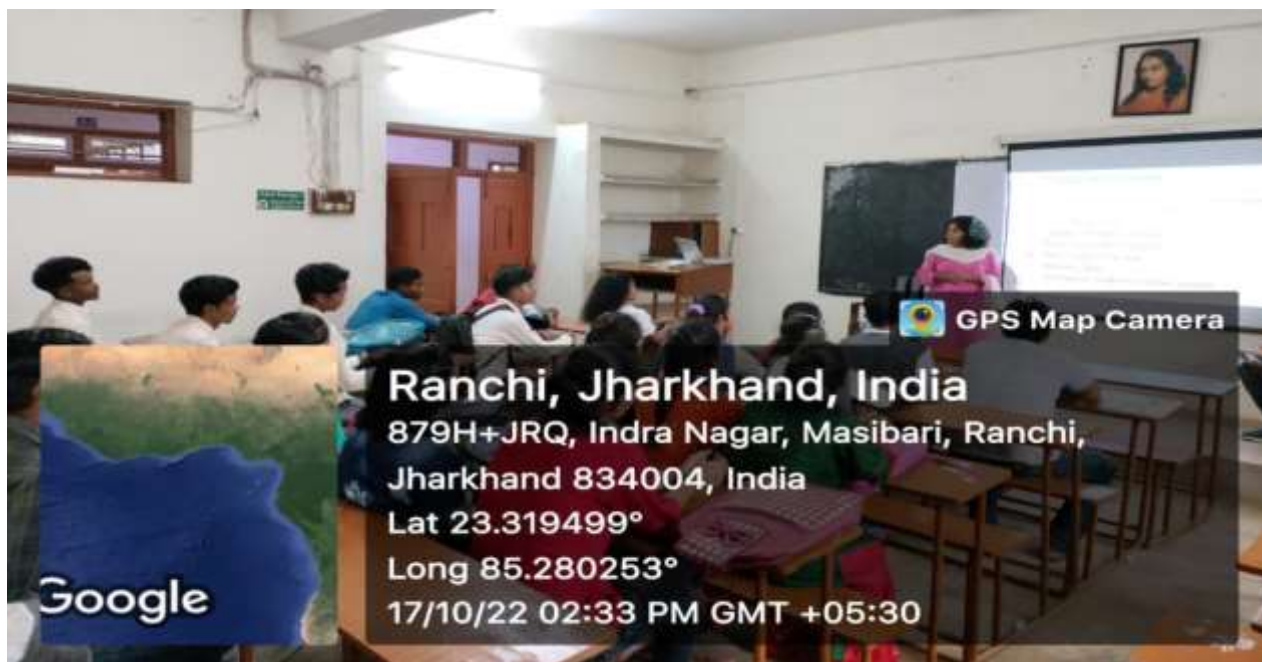 GPS Map Camera
Ranchi, Jharkhand, India
879H+JRQ, Indra Nagar, Masibari, Ranchi,
Jharkhand 834004, India
Lat 23.319499°
Long 85.280253°
17/10/22 02:33 PM GMT +05:30
Google